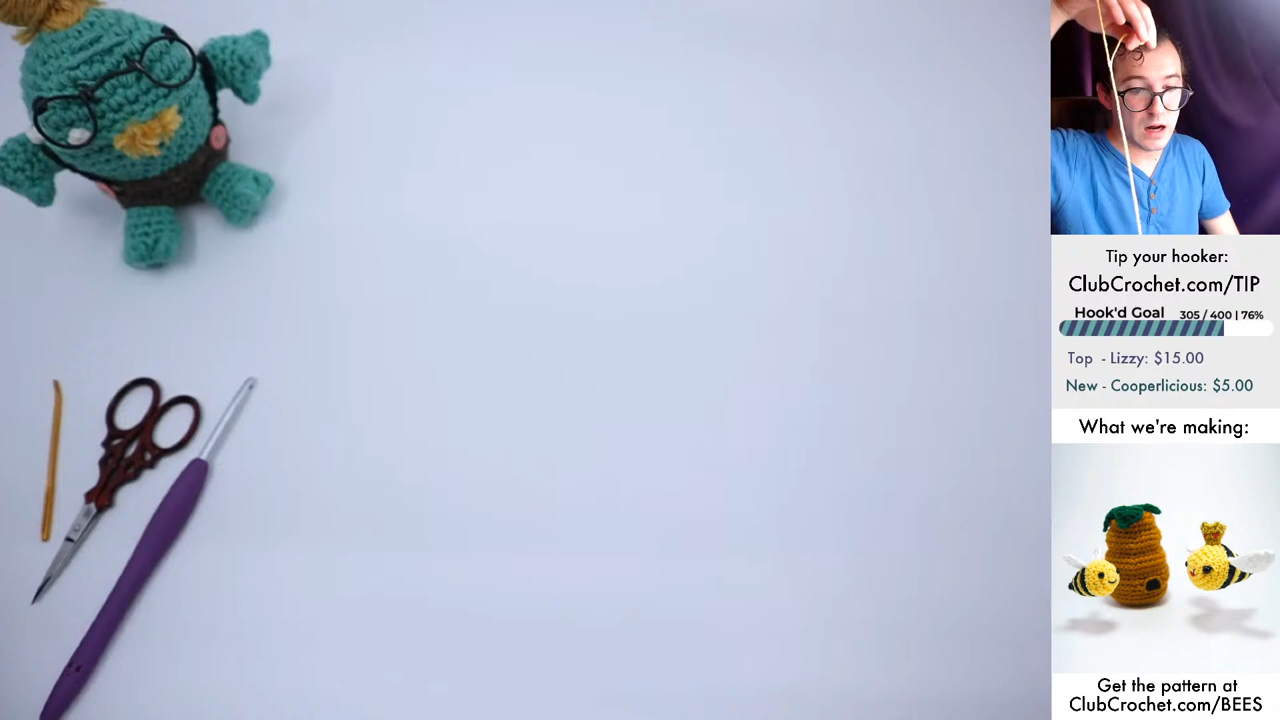 Tip your hooker:
ClubCrochet.com/TIP
Hook'd Goal 305 / 400 | 76%
Top - Lizzy: $15.00
New - Cooperlicious: $5.00
What we're making:
Get the pattern at
ClubCrochet.com/BEES